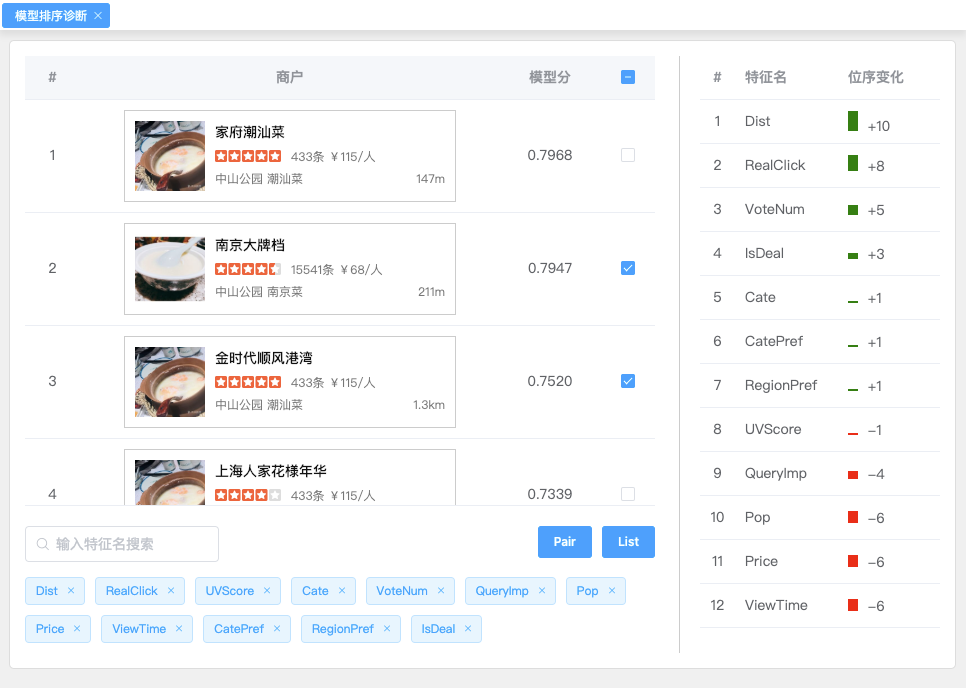 模型排序诊断 ×
# 商户 模型分
1 家府潮汕菜 0.7968
433条 ￥115/人
中山公园 潮汕菜 147m
2 南京大牌档 0.7947
15541条 ￥68/人
中山公园 南京菜 211m
3 金时代顺风港湾 0.7520
433条 ￥115/人
中山公园 潮汕菜 1.3km
4 上海人家花様年华 0.7339
433条 ￥115/人
输入特征名搜索 Pair List
Dist × RealClick × UVScore × Cate × VoteNum × QueryImp × Pop ×
Price × ViewTime × CatePref × RegionPref × IsDeal ×
# 特征名 位序变化
1 Dist +10
2 RealClick +8
3 VoteNum +5
4 IsDeal +3
5 Cate +1
6 CatePref +1
7 RegionPref +1
8 UVScore −1
9 QueryImp −4
10 Pop −6
11 Price −6
12 ViewTime −6